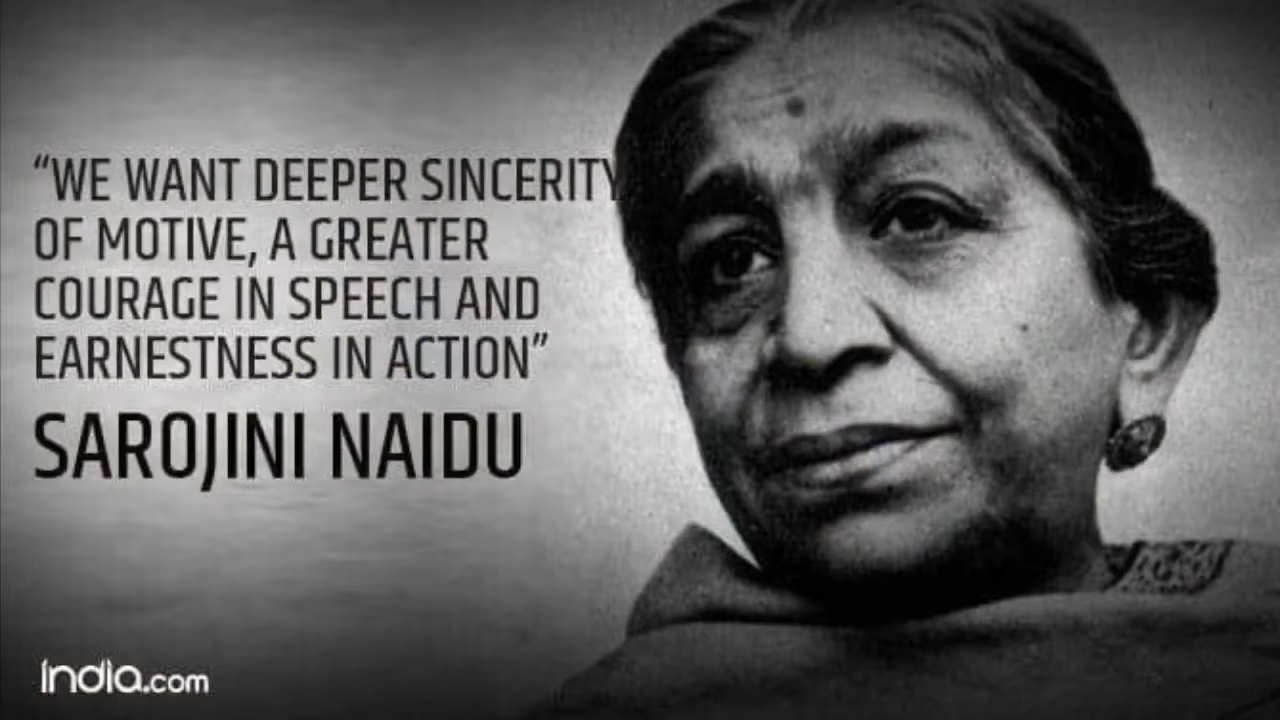 “WE WANT DEEPER SINCERITY
OF MOTIVE, A GREATER
COURAGE IN SPEECH AND
EARNESTNESS IN ACTION”
SAROJINI NAIDU
india.com